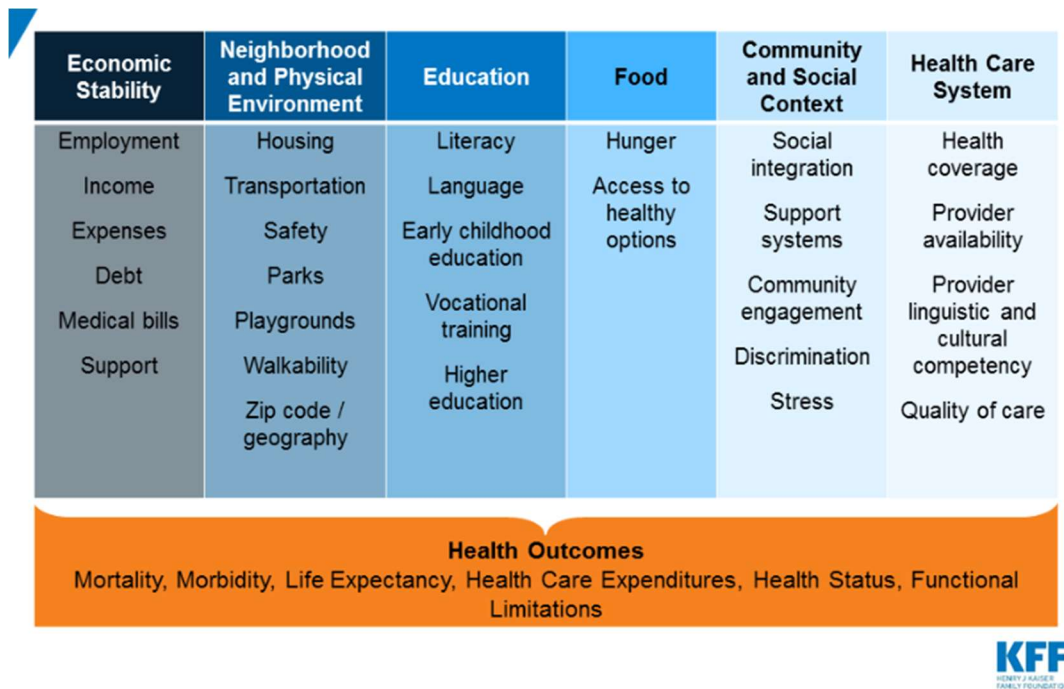 Economic
Stability
Neighborhood
and Physical
Environment
Education
Food
Community
and Social
Context
Health Care
System
Employment
Income
Expenses
Debt
Medical bills
Support
Housing
Transportation
Safety
Parks
Playgrounds
Walkability
Zip code /
geography
Literacy
Language
Early childhood
education
Vocational
training
Higher
education
Hunger
Access to
healthy
options
Social
integration
Support
systems
Community
engagement
Discrimination
Stress
Health
coverage
Provider
availability
Provider
linguistic and
cultural
competency
Quality of care
Health Outcomes
Mortality, Morbidity, Life Expectancy, Health Care Expenditures, Health Status, Functional
Limitations
KFF
HENRY J KAISER
FAMILY FOUNDATIO